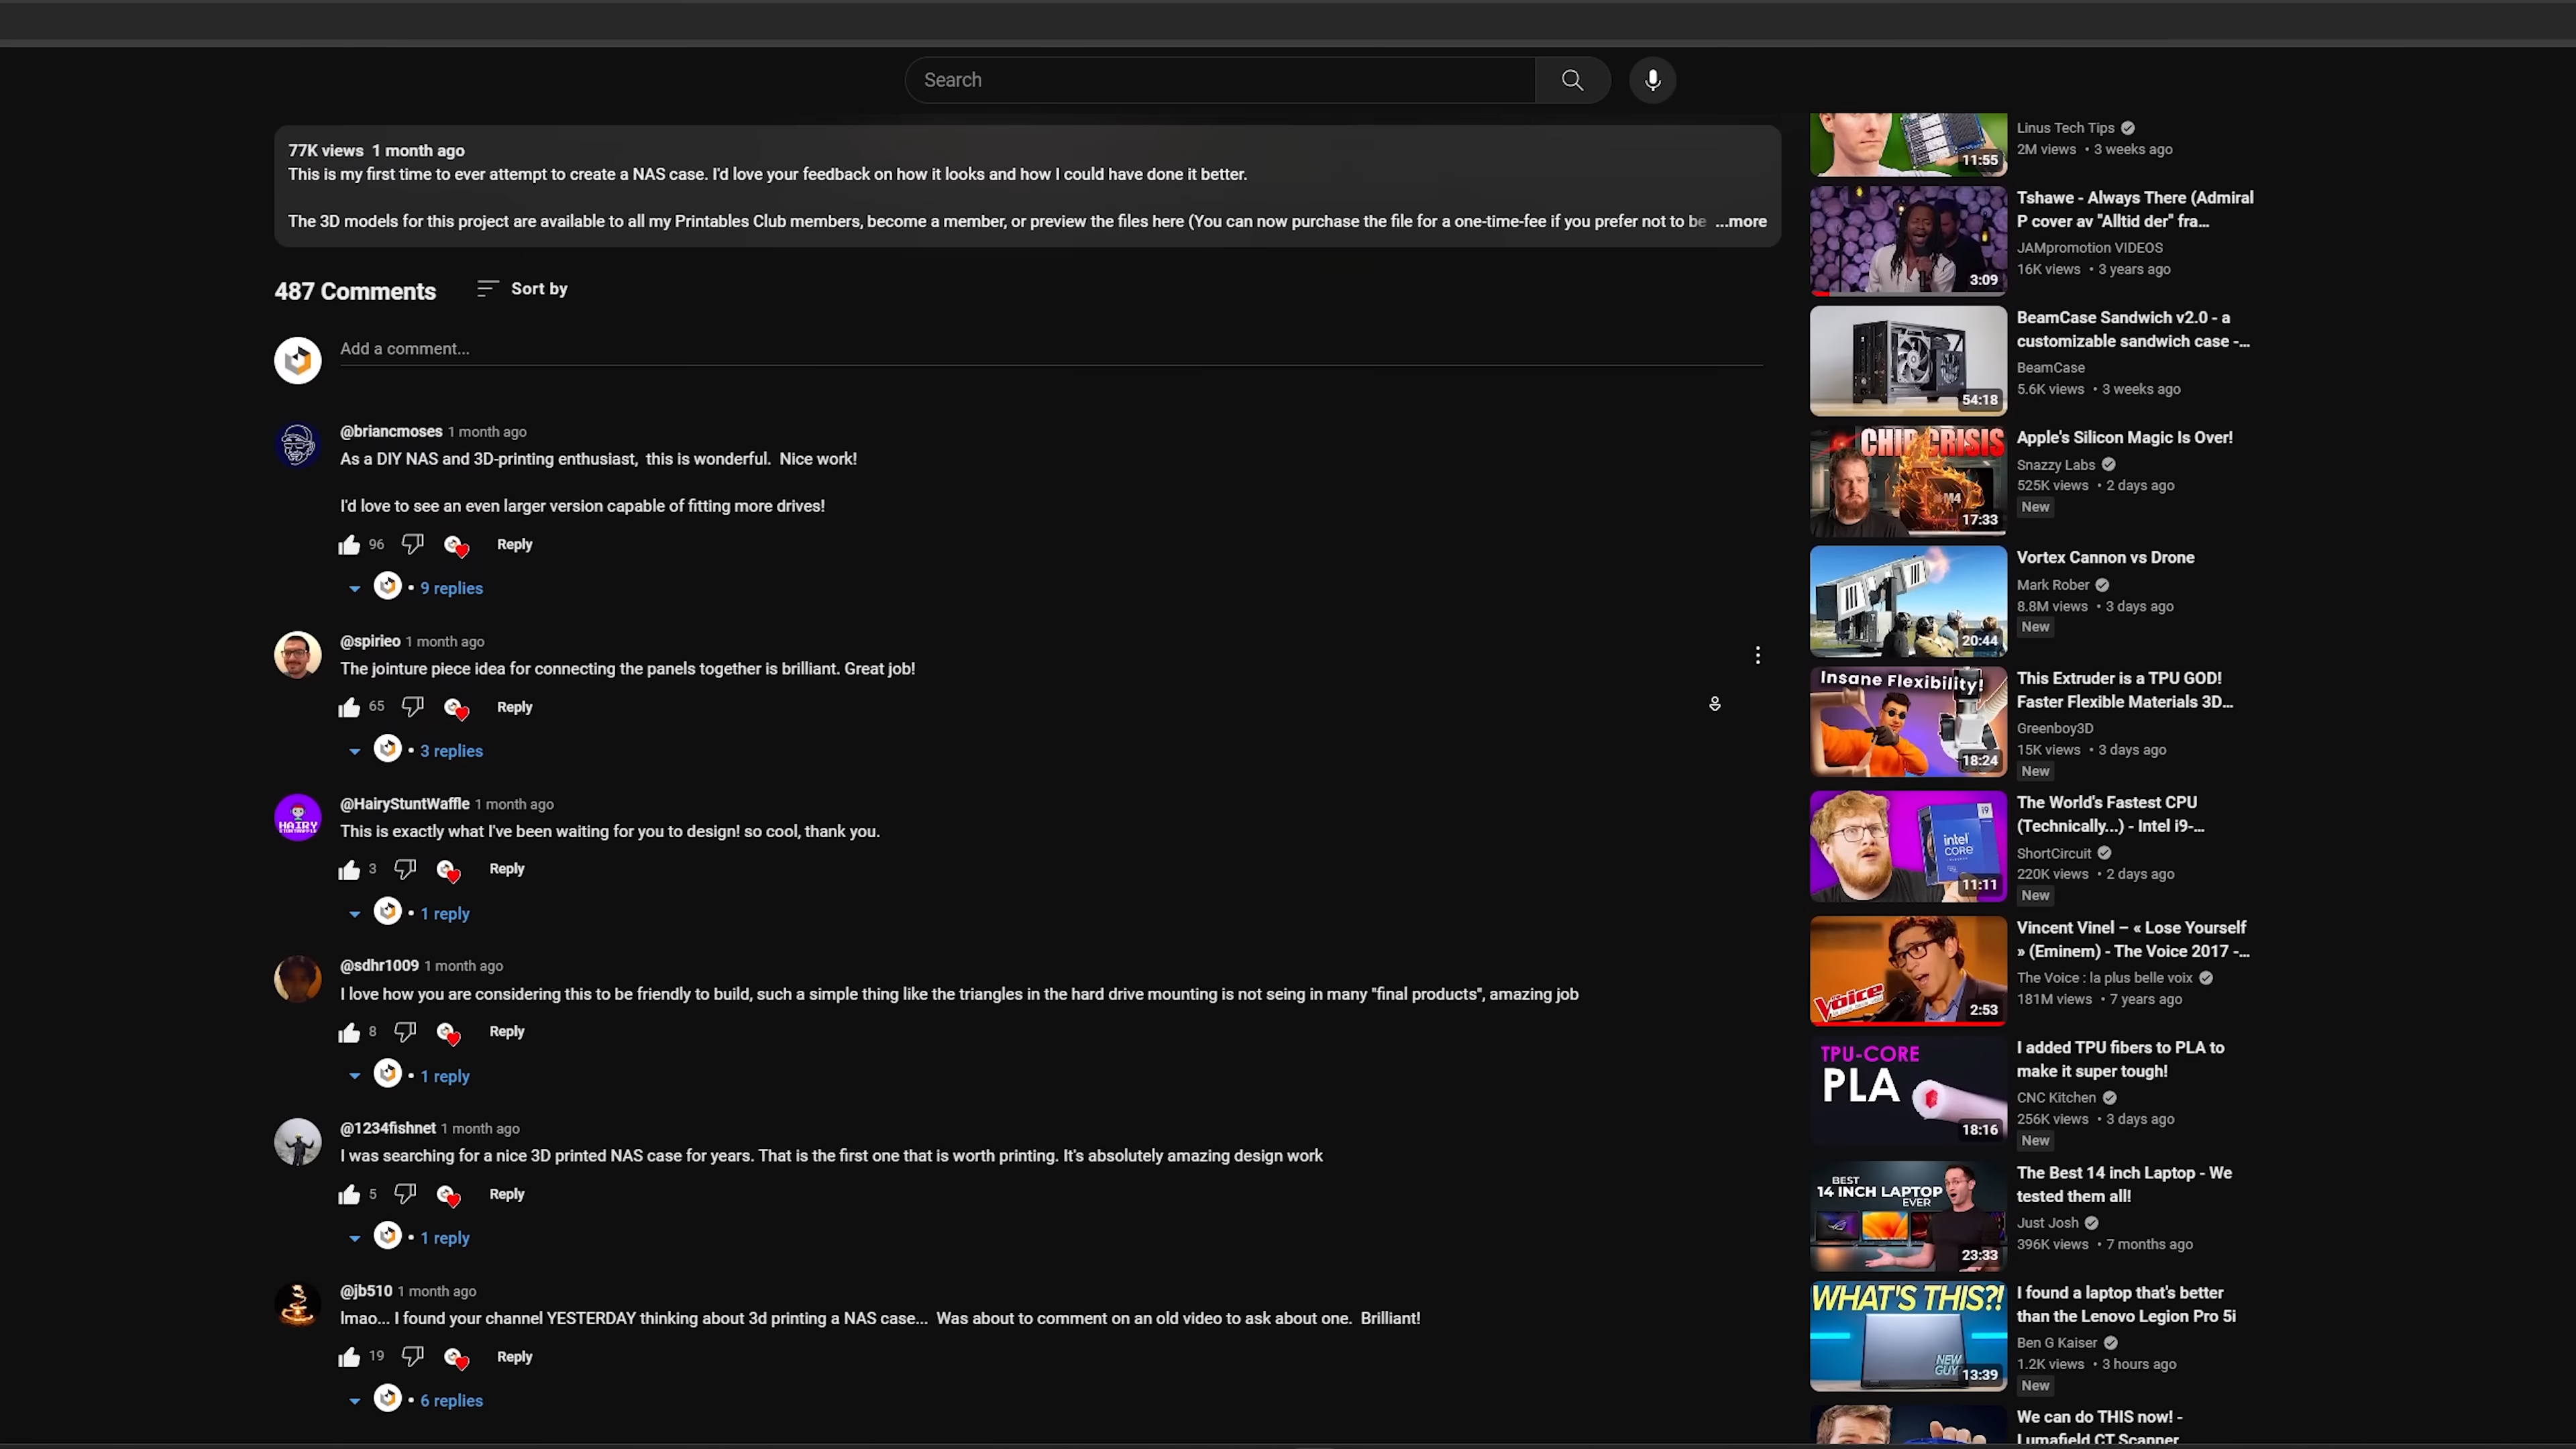 Search
77K views 1 month ago
This is my first time to ever attempt to create a NAS case. I'd love your feedback on how it looks and how I could have done it better.
The 3D models for this project are available to all my Printables Club members, become a member, or preview the files here (You can now purchase the file for a one-time-fee if you prefer not to be ...more
487 Comments
Sort by
Add a comment...
@briancmoses 1 month ago
As a DIY NAS and 3D-printing enthusiast, this is wonderful. Nice work!
I'd love to see an even larger version capable of fitting more drives!
96 Reply
• 9 replies
@spirieo 1 month ago
The jointure piece idea for connecting the panels together is brilliant. Great job!
65 Reply
• 3 replies
@HairyStuntWaffle 1 month ago
HAIRY
This is exactly what I've been waiting for you to design! so cool, thank you.
3 Reply
• 1 reply
@sdhr1009 1 month ago
I love how you are considering this to be friendly to build, such a simple thing like the triangles in the hard drive mounting is not seing in many "final products", amazing job
8 Reply
• 1 reply
@1234fishnet 1 month ago
I was searching for a nice 3D printed NAS case for years. That is the first one that is worth printing. It's absolutely amazing design work
5 Reply
• 1 reply
@jb510 1 month ago
lmao... I found your channel YESTERDAY thinking about 3d printing a NAS case... Was about to comment on an old video to ask about one. Brilliant!
19 Reply
• 6 replies
11:55
Linus Tech Tips
2M views • 3 weeks ago
3:09
Tshawe - Always There (Admiral
P cover av "Alltid der" fra...
JAMpromotion VIDEOS
16K views • 3 years ago
54:18
BeamCase Sandwich v2.0 - a
customizable sandwich case -...
BeamCase
5.6K views • 3 weeks ago
CHIP CRISIS
M4
17:33
Apple's Silicon Magic Is Over!
Snazzy Labs
525K views • 2 days ago
New
20:44
Vortex Cannon vs Drone
Mark Rober
8.8M views • 3 days ago
New
Insane Flexibility!
18:24
This Extruder is a TPU GOD!
Faster Flexible Materials 3D...
Greenboy3D
15K views • 3 days ago
New
i9
intel
CORE
11:11
The World's Fastest CPU
(Technically...) - Intel i9-...
ShortCircuit
220K views • 2 days ago
New
The Voice
2:53
Vincent Vinel – « Lose Yourself
» (Eminem) - The Voice 2017 -...
The Voice : la plus belle voix
181M views • 7 years ago
TPU-CORE
PLA
18:16
I added TPU fibers to PLA to
make it super tough!
CNC Kitchen
256K views • 3 days ago
New
BEST
14 INCH LAPTOP
EVER
23:33
The Best 14 inch Laptop - We
tested them all!
Just Josh
396K views • 7 months ago
WHAT'S THIS?!
NEW
GUY
13:39
I found a laptop that's better
than the Lenovo Legion Pro 5i
Ben G Kaiser
1.2K views • 3 hours ago
New
We can do THIS now! -
Lumafield CT Scanner